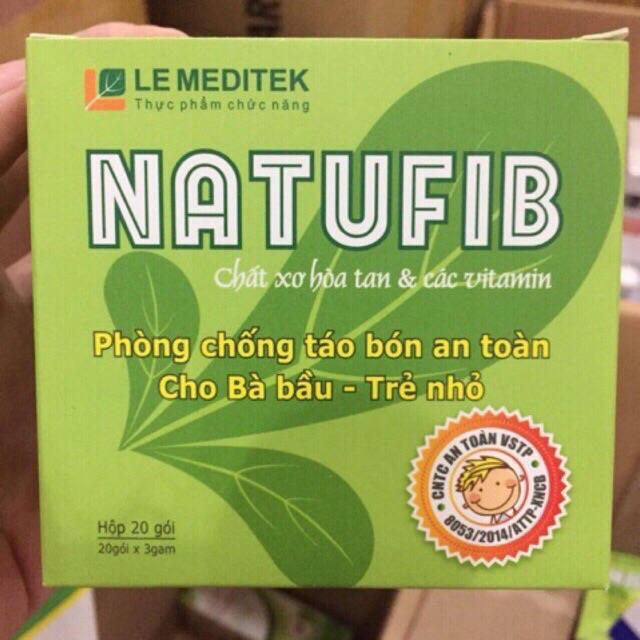 LE MEDITEK
Thực phẩm chức năng
NATUFIB
Chất xơ hòa tan & các vitamin
Phòng chống táo bón an toàn
Cho Bà bầu - Trẻ nhỏ
CNTC AN TOÀN VSTP
8053/2014/ATTP-XNCB
Hộp 20 gói
20gói x 3gam